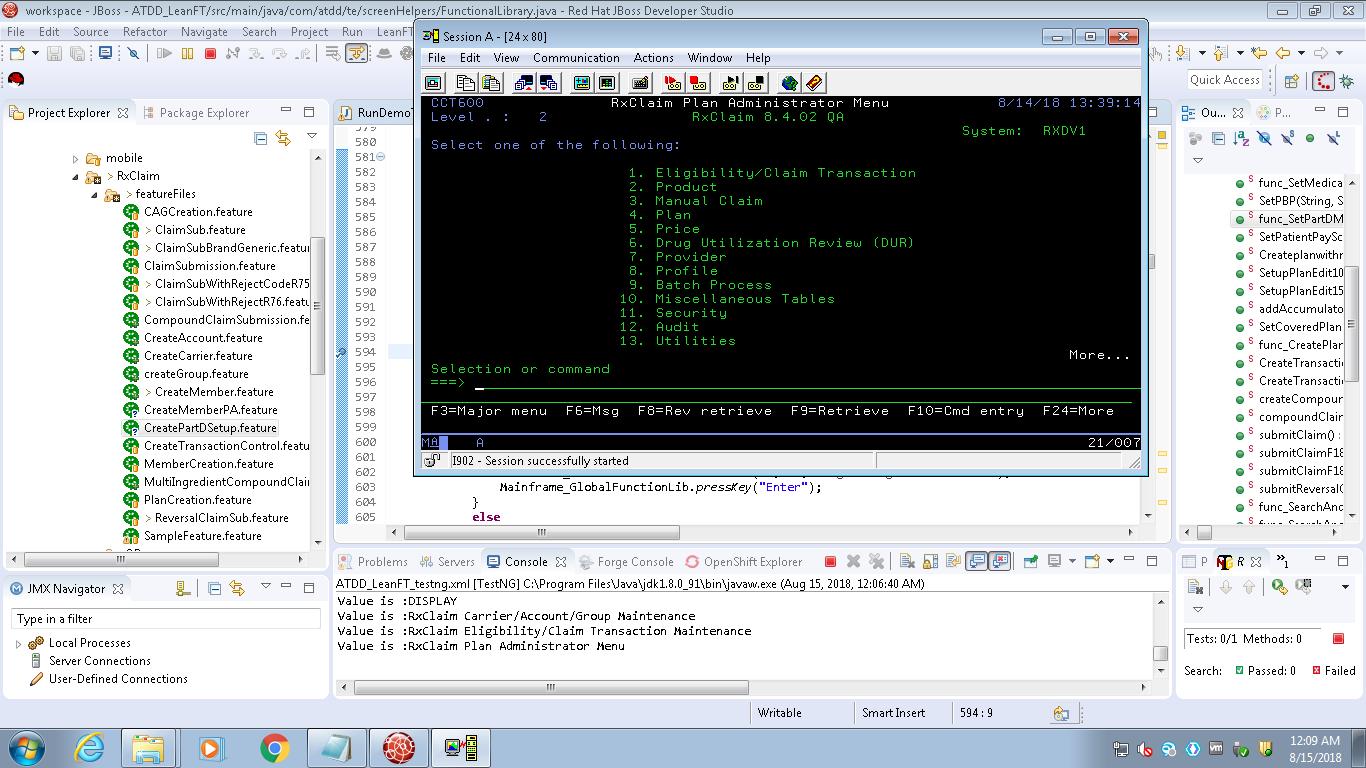 workspace - JBoss - ATDD_LeanFT/src/main/java/com/atdd/te/screenHelpers/FunctionalLibrary.java - Red Hat JBoss Developer Studio
File Edit Source Refactor Navigate Search Project Run LeanFT
Quick Access
Project Explorer
Package Explorer
mobile
> RxClaim
> featureFiles
CAGCreation.feature
> ClaimSub.feature
> ClaimSubBrandGeneric.featur
ClaimSubmission.feature
> ClaimSubWithRejectCodeR75
> ClaimSubWithRejectR76.featu
CompoundClaimSubmission.fe
CreateAccount.feature
CreateCarrier.feature
createGroup.feature
> CreateMember.feature
CreateMemberPA.feature
CreatePartDSetup.feature
CreateTransactionControl.featu
MemberCreation.feature
MultiIngredientCompoundClai
PlanCreation.feature
> ReversalClaimSub.feature
SampleFeature.feature
JMX Navigator
Type in a filter
Local Processes
Server Connections
User-Defined Connections
RunDemoT
579
580
581
582
583
584
585
586
587
588
589
590
591
592
593
594
595
596
597
598
599
600
601
602
603
604
605
Mainframe_GlobalFunctionLib.pressKey("Enter");
}
else
Session A - [24 x 80]
File Edit View Communication Actions Window Help
CCT600 RxClaim Plan Administrator Menu 8/14/18 13:39:14
Level . : 2 RxClaim 8.4.02 QA
System: RXDV1
Select one of the following:
1. Eligibility/Claim Transaction
2. Product
3. Manual Claim
4. Plan
5. Price
6. Drug Utilization Review (DUR)
7. Provider
8. Profile
9. Batch Process
10. Miscellaneous Tables
11. Security
12. Audit
13. Utilities
More...
Selection or command
===>
F3=Major menu F6=Msg F8=Rev retrieve F9=Retrieve F10=Cmd entry F24=More
MA A 21/007
I902 - Session successfully started
Ou...
P...
func_SetMedica
SetPBP(String, S
func_SetPartDM
SetPatientPaySc
Createplanwithr
SetupPlanEdit10
SetupPlanEdit15
addAccumulato
SetCoveredPlan
func_CreatePlan
CreateTransacti
CreateTransacti
createCompour
compoundClair
submitClaim() :
submitClaimF18
submitClaimF18
submitReversalC
func_SearchAnd
Problems Servers Console Forge Console OpenShift Explorer
ATDD_LeanFT_testng.xml [TestNG] C:\Program Files\Java\jdk1.8.0_91\bin\javaw.exe (Aug 15, 2018, 12:06:40 AM)
Value is :DISPLAY
Value is :RxClaim Carrier/Account/Group Maintenance
Value is :RxClaim Eligibility/Claim Transaction Maintenance
Value is :RxClaim Plan Administrator Menu
P R
Tests: 0/1 Methods: 0
Search: Passed: 0 Failed
Writable Smart Insert 594 : 9
12:09 AM
8/15/2018